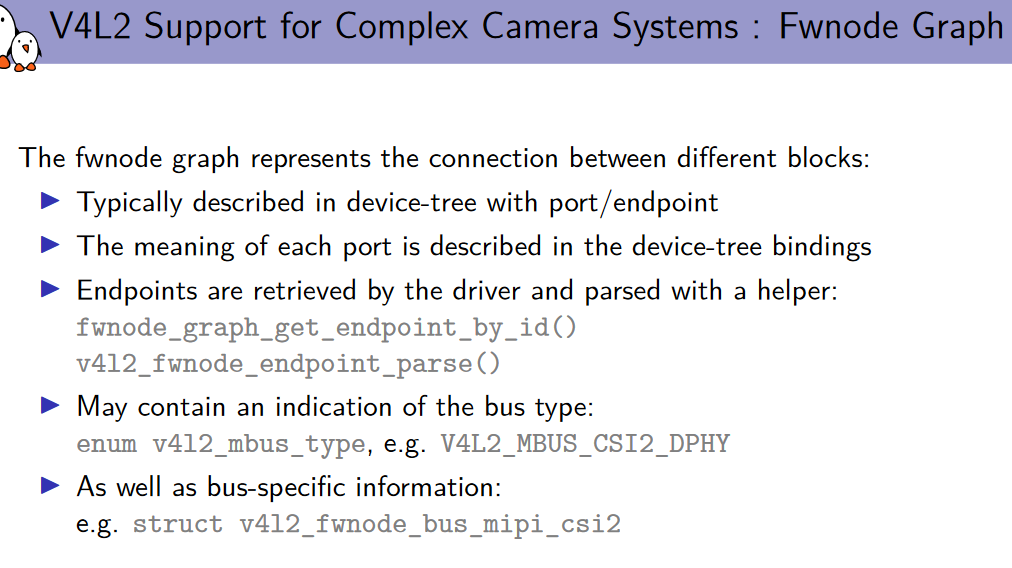 V4L2 Support for Complex Camera Systems : Fwnode Graph
The fwnode graph represents the connection between different blocks:
Typically described in device-tree with port/endpoint
The meaning of each port is described in the device-tree bindings
Endpoints are retrieved by the driver and parsed with a helper:
fwnode_graph_get_endpoint_by_id()
v4l2_fwnode_endpoint_parse()
May contain an indication of the bus type:
enum v4l2_mbus_type, e.g. V4L2_MBUS_CSI2_DPHY
As well as bus-specific information:
e.g. struct v4l2_fwnode_bus_mipi_csi2